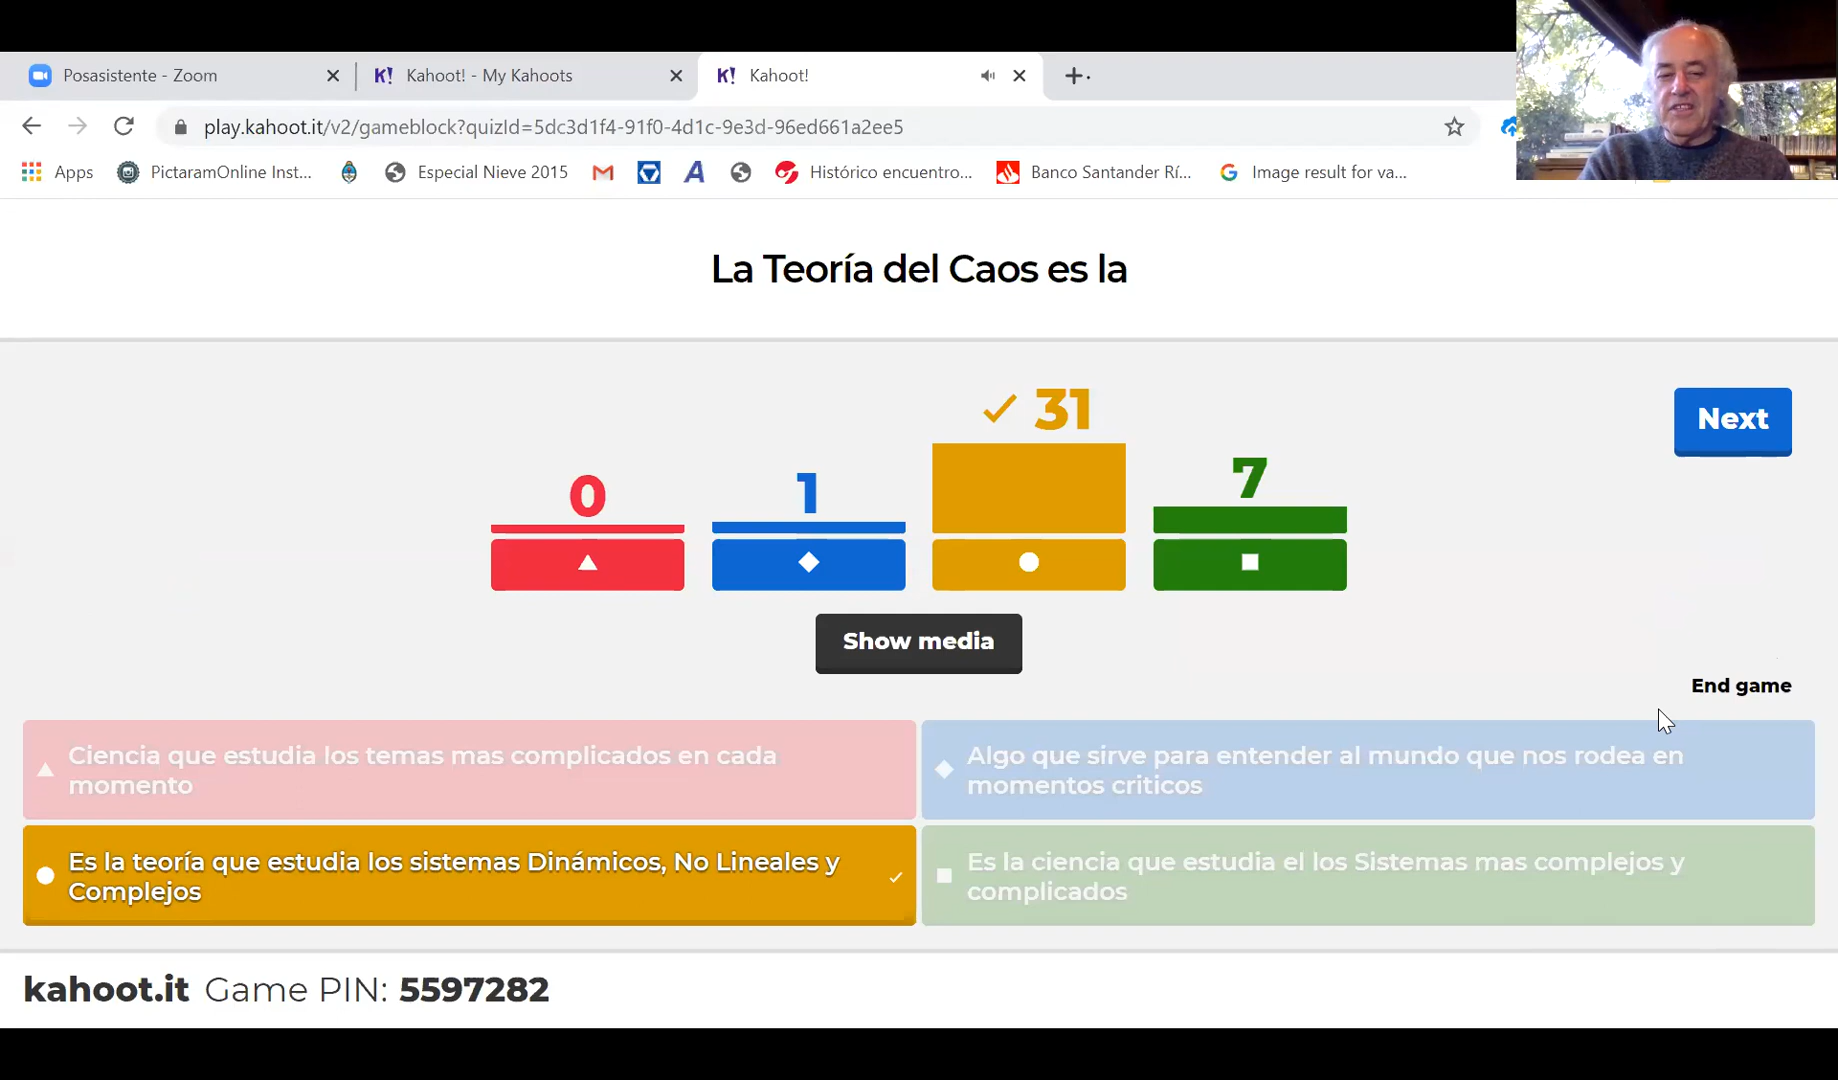 Posasistente - Zoom
K! Kahoot! - My Kahoots
K! Kahoot!
play.kahoot.it/v2/gameblock?quizId=5dc3d1f4-91f0-4d1c-9e3d-96ed661a2ee5
Apps
PictaramOnline Inst...
Especial Nieve 2015
Histórico encuentro...
Banco Santander Rí...
Image result for va...
La Teoría del Caos es la
0
1
31
7
Next
Show media
End game
Ciencia que estudia los temas mas complicados en cada
momento
Algo que sirve para entender al mundo que nos rodea en
momentos criticos
Es la teoría que estudia los sistemas Dinámicos, No Lineales y
Complejos
Es la ciencia que estudia el los Sistemas mas complejos y
complicados
kahoot.it Game PIN: 5597282